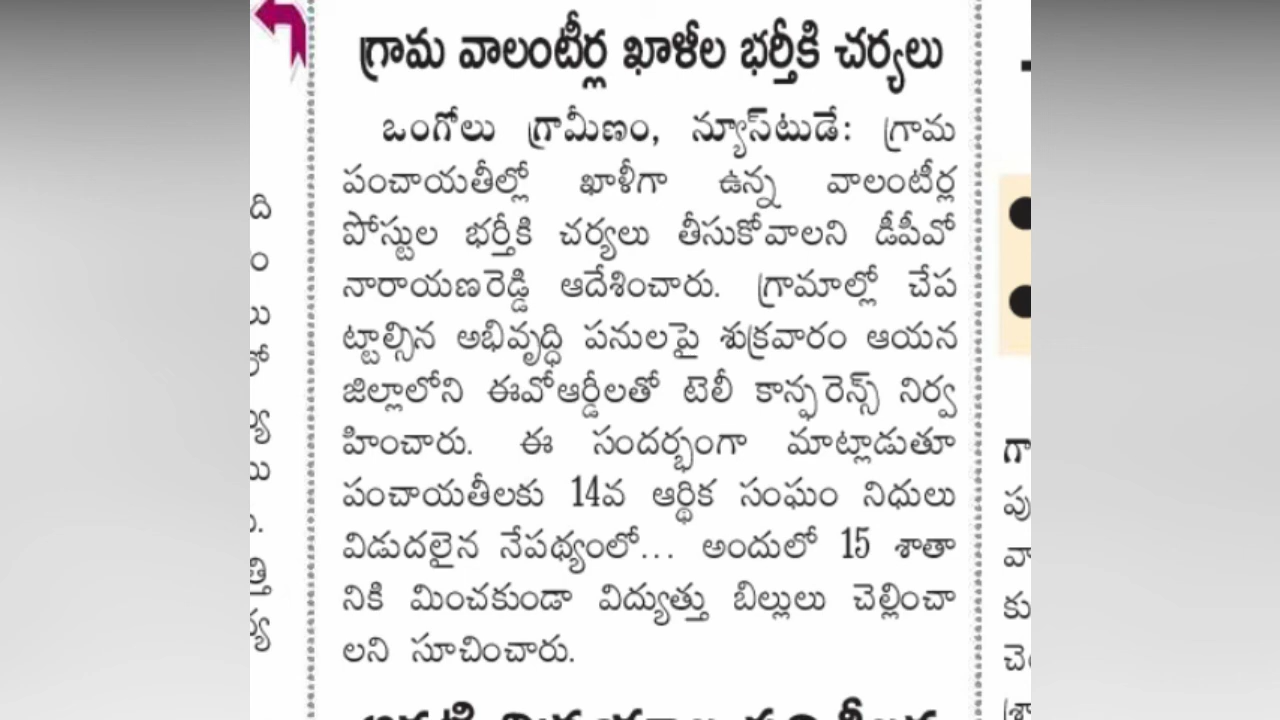 గ్రామ వాలంటీర్ల ఖాళీల భర్తీకి చర్యలు
ఒంగోలు గ్రామీణం, న్యూస్‌టుడే: గ్రామ
పంచాయతీల్లో ఖాళీగా ఉన్న వాలంటీర్ల
పోస్టుల భర్తీకి చర్యలు తీసుకోవాలని డీపీవో
నారాయణరెడ్డి ఆదేశించారు. గ్రామాల్లో చేప
ట్టాల్సిన అభివృద్ధి పనులపై శుక్రవారం ఆయన
జిల్లాలోని ఈవోఆర్డీలతో టెలీ కాన్ఫరెన్స్ నిర్వ
హించారు. ఈ సందర్భంగా మాట్లాడుతూ
పంచాయతీలకు 14వ ఆర్థిక సంఘం నిధులు
విడుదలైన నేపథ్యంలో... అందులో 15 శాతా
నికి మించకుండా విద్యుత్తు బిల్లులు చెల్లించా
లని సూచించారు.